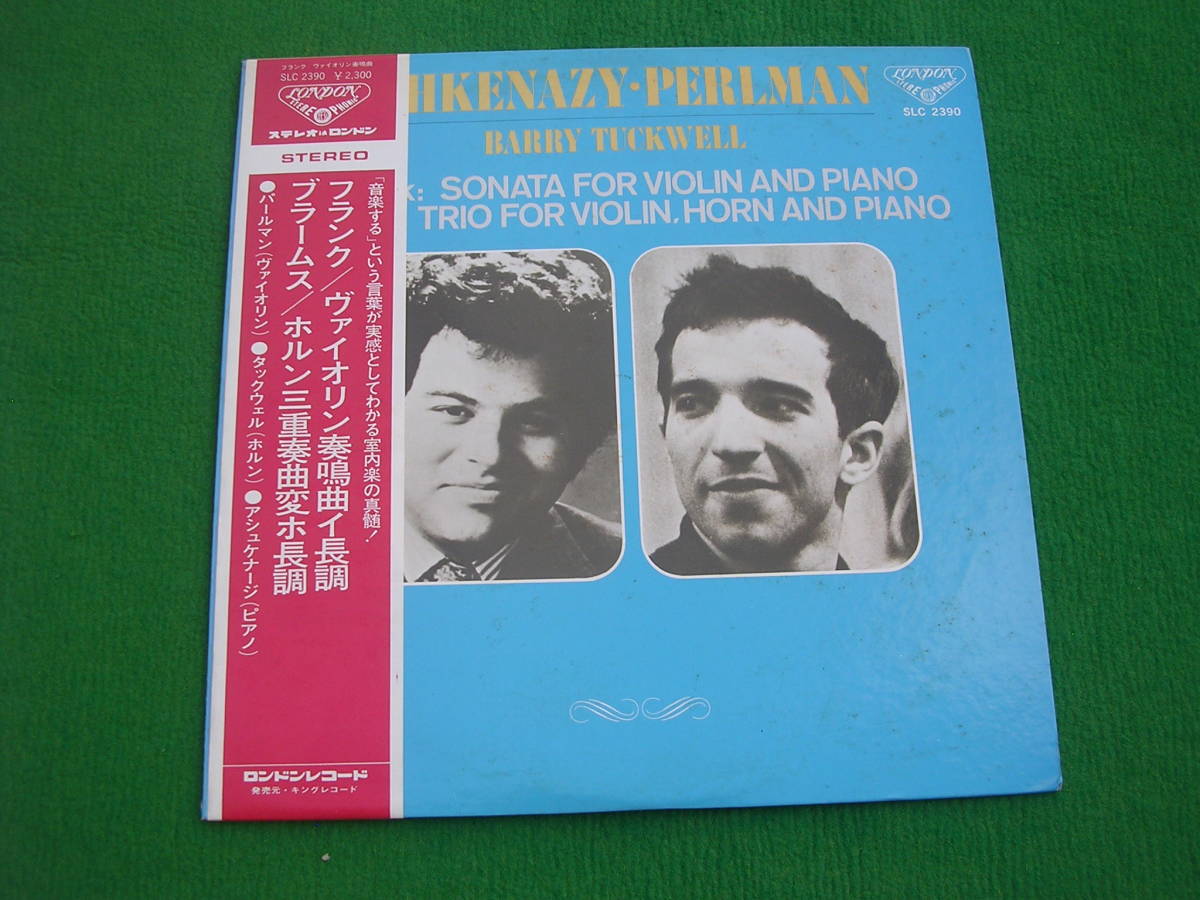 フランク ヴァイオリン奏鳴曲
SLC 2390 ¥2,300
LONDON
STEREOPHONIC
ステレオはロンドン
STEREO
「音楽する」という言葉が実感としてわかる室内楽の真髄!
フランク/ヴァイオリン奏鳴曲イ長調
ブラームス/ホルン三重奏曲変ホ長調
●パールマン(ヴァイオリン) ●タックウェル(ホルン) ●アシュケナージ(ピアノ)
ロンドンレコード
発売元・キングレコード
HKENAZY·PERLMAN
BARRY TUCKWELL
K: SONATA FOR VIOLIN AND PIANO
TRIO FOR VIOLIN, HORN AND PIANO
LONDON
STEREOPHONIC
SLC 2390